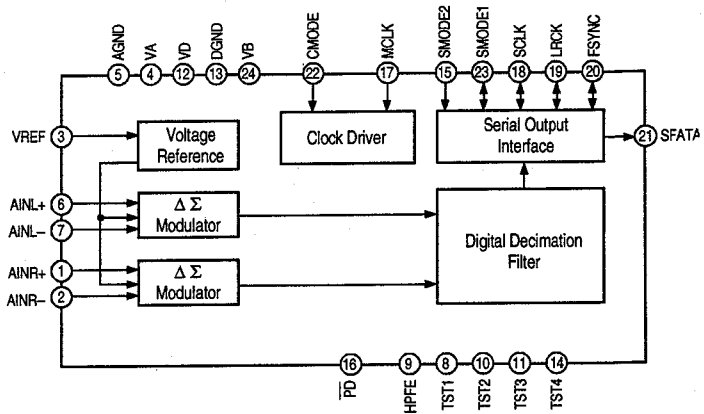 AGND
VA
VD
DGND
VB
CMODE
MCLK
SMODE2
SMODE1
SCLK
LRCK
FSYNC
5
4
12
13
24
22
17
15
23
18
19
20
VREF
3
Voltage
Reference
Clock Driver
Serial Output
Interface
21
SFATA
AINL+
6
AINL–
7
Δ Σ
Modulator
Digital Decimation
Filter
AINR+
1
AINR–
2
Δ Σ
Modulator
16
9
8
10
11
14
PD
HPFE
TST1
TST2
TST3
TST4